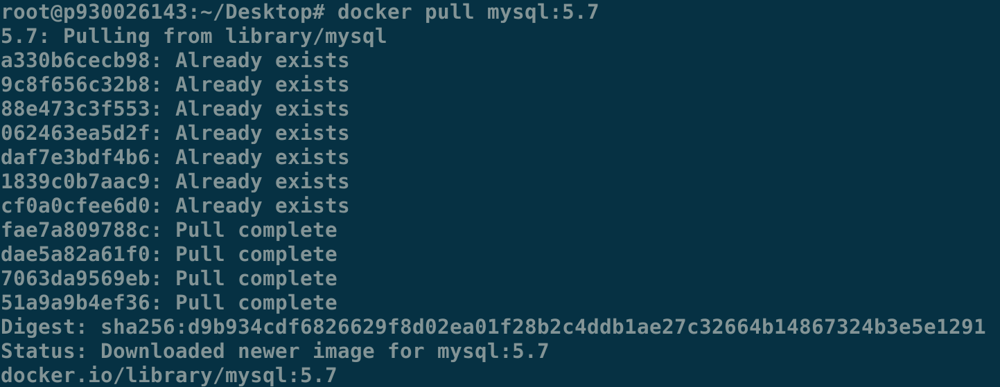 root@p930026143:~/Desktop# docker pull mysql:5.7
5.7: Pulling from library/mysql
a330b6cecb98: Already exists
9c8f656c32b8: Already exists
88e473c3f553: Already exists
062463ea5d2f: Already exists
daf7e3bdf4b6: Already exists
1839c0b7aac9: Already exists
cf0a0cfee6d0: Already exists
fae7a809788c: Pull complete
dae5a82a61f0: Pull complete
7063da9569eb: Pull complete
51a9a9b4ef36: Pull complete
Digest: sha256:d9b934cdf6826629f8d02ea01f28b2c4ddb1ae27c32664b14867324b3e5e1291
Status: Downloaded newer image for mysql:5.7
docker.io/library/mysql:5.7